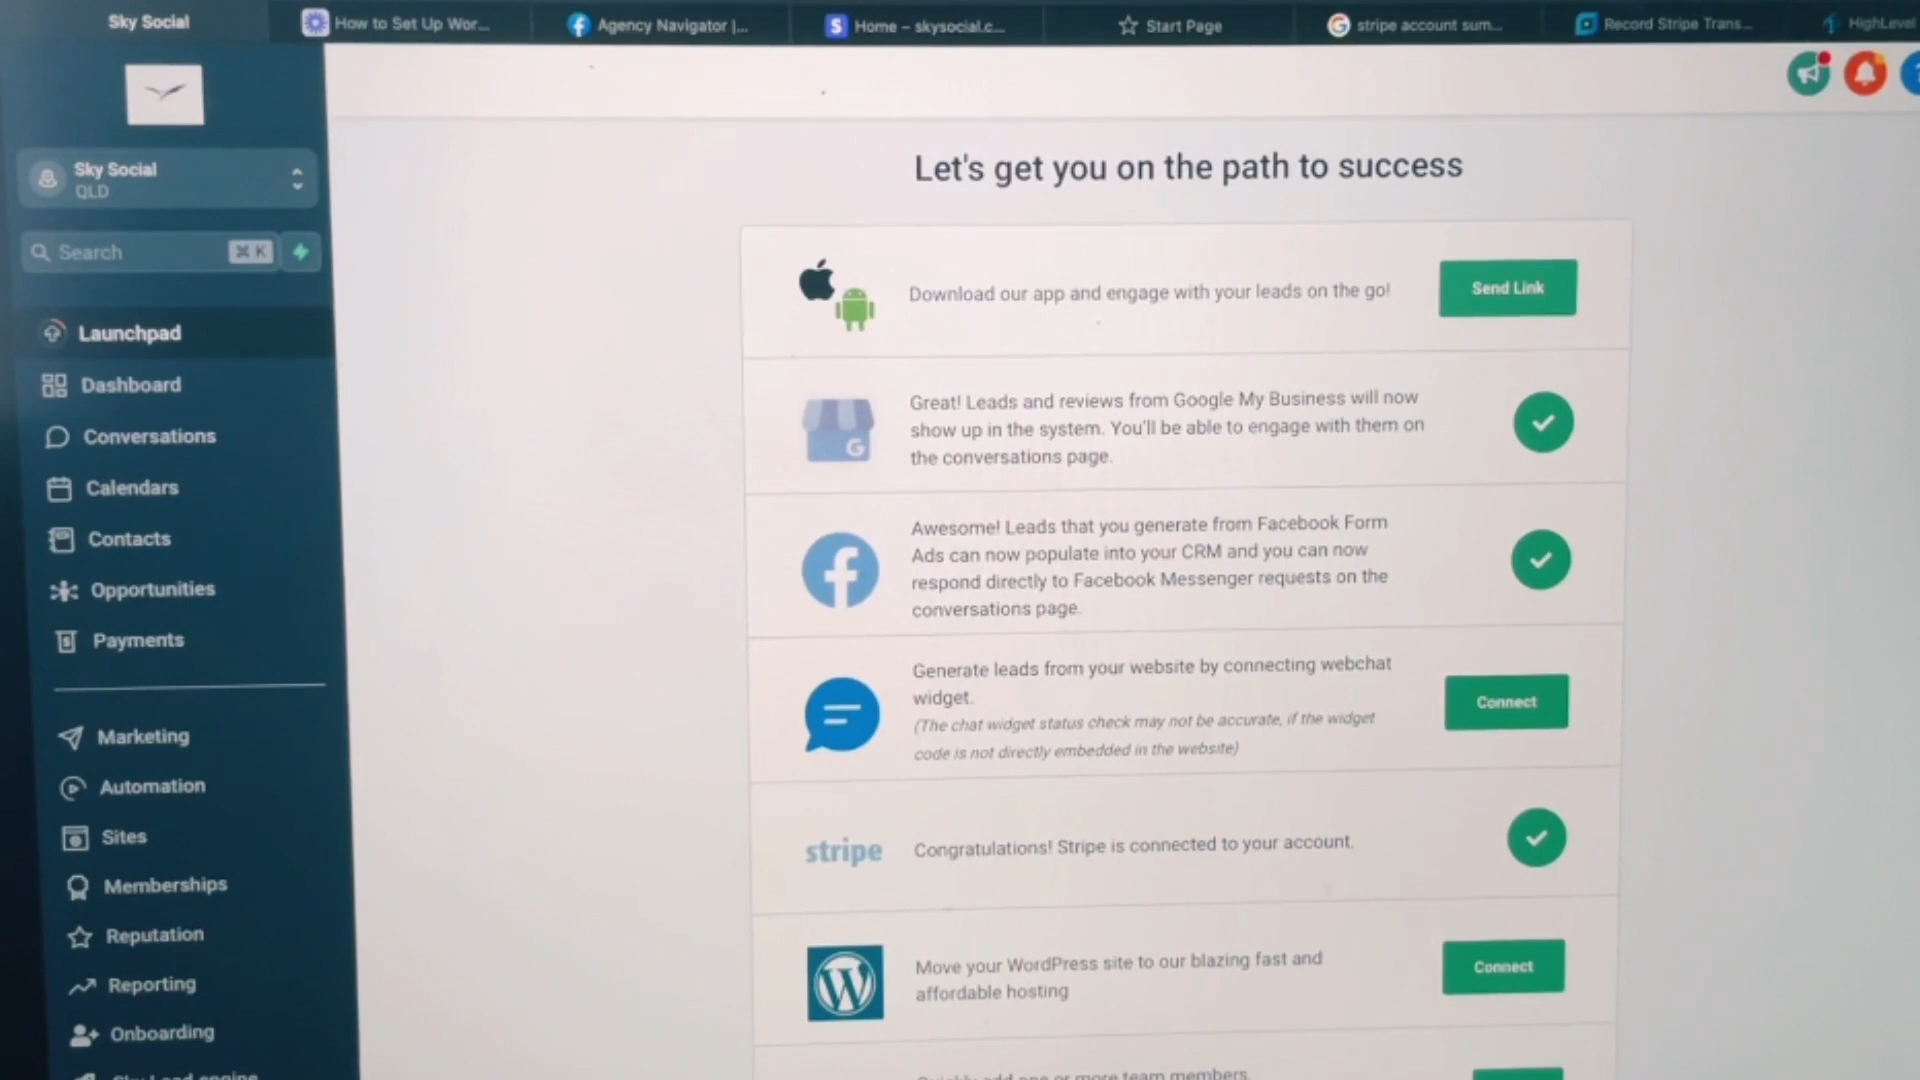 Sky Social
How to Set Up Wor...
Agency Navigator |...
Home – skysocial.c...
Start Page
stripe account sum...
Record Stripe Trans...
HighLevel
Sky Social
QLD
Search
⌘ K
Launchpad
Dashboard
Conversations
Calendars
Contacts
Opportunities
Payments
Marketing
Automation
Sites
Memberships
Reputation
Reporting
Onboarding
Let's get you on the path to success
Download our app and engage with your leads on the go!
Send Link
Great! Leads and reviews from Google My Business will now
show up in the system. You'll be able to engage with them on
the conversations page.
Awesome! Leads that you generate from Facebook Form
Ads can now populate into your CRM and you can now
respond directly to Facebook Messenger requests on the
conversations page.
Generate leads from your website by connecting webchat
widget.
(The chat widget status check may not be accurate, if the widget
code is not directly embedded in the website)
Connect
stripe
Congratulations! Stripe is connected to your account.
Move your WordPress site to our blazing fast and
affordable hosting
Connect
Quickly add one or more team members.